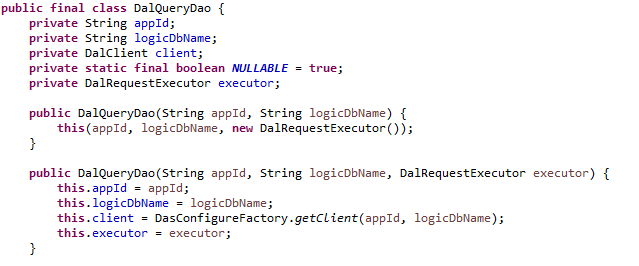 public final class DalQueryDao {
private String appId;
private String logicDbName;
private DalClient client;
private static final boolean NULLABLE = true;
private DalRequestExecutor executor;
public DalQueryDao(String appId, String logicDbName) {
this(appId, logicDbName, new DalRequestExecutor());
}
public DalQueryDao(String appId, String logicDbName, DalRequestExecutor executor) {
this.appId = appId;
this.logicDbName = logicDbName;
this.client = DasConfigureFactory.getClient(appId, logicDbName);
this.executor = executor;
}